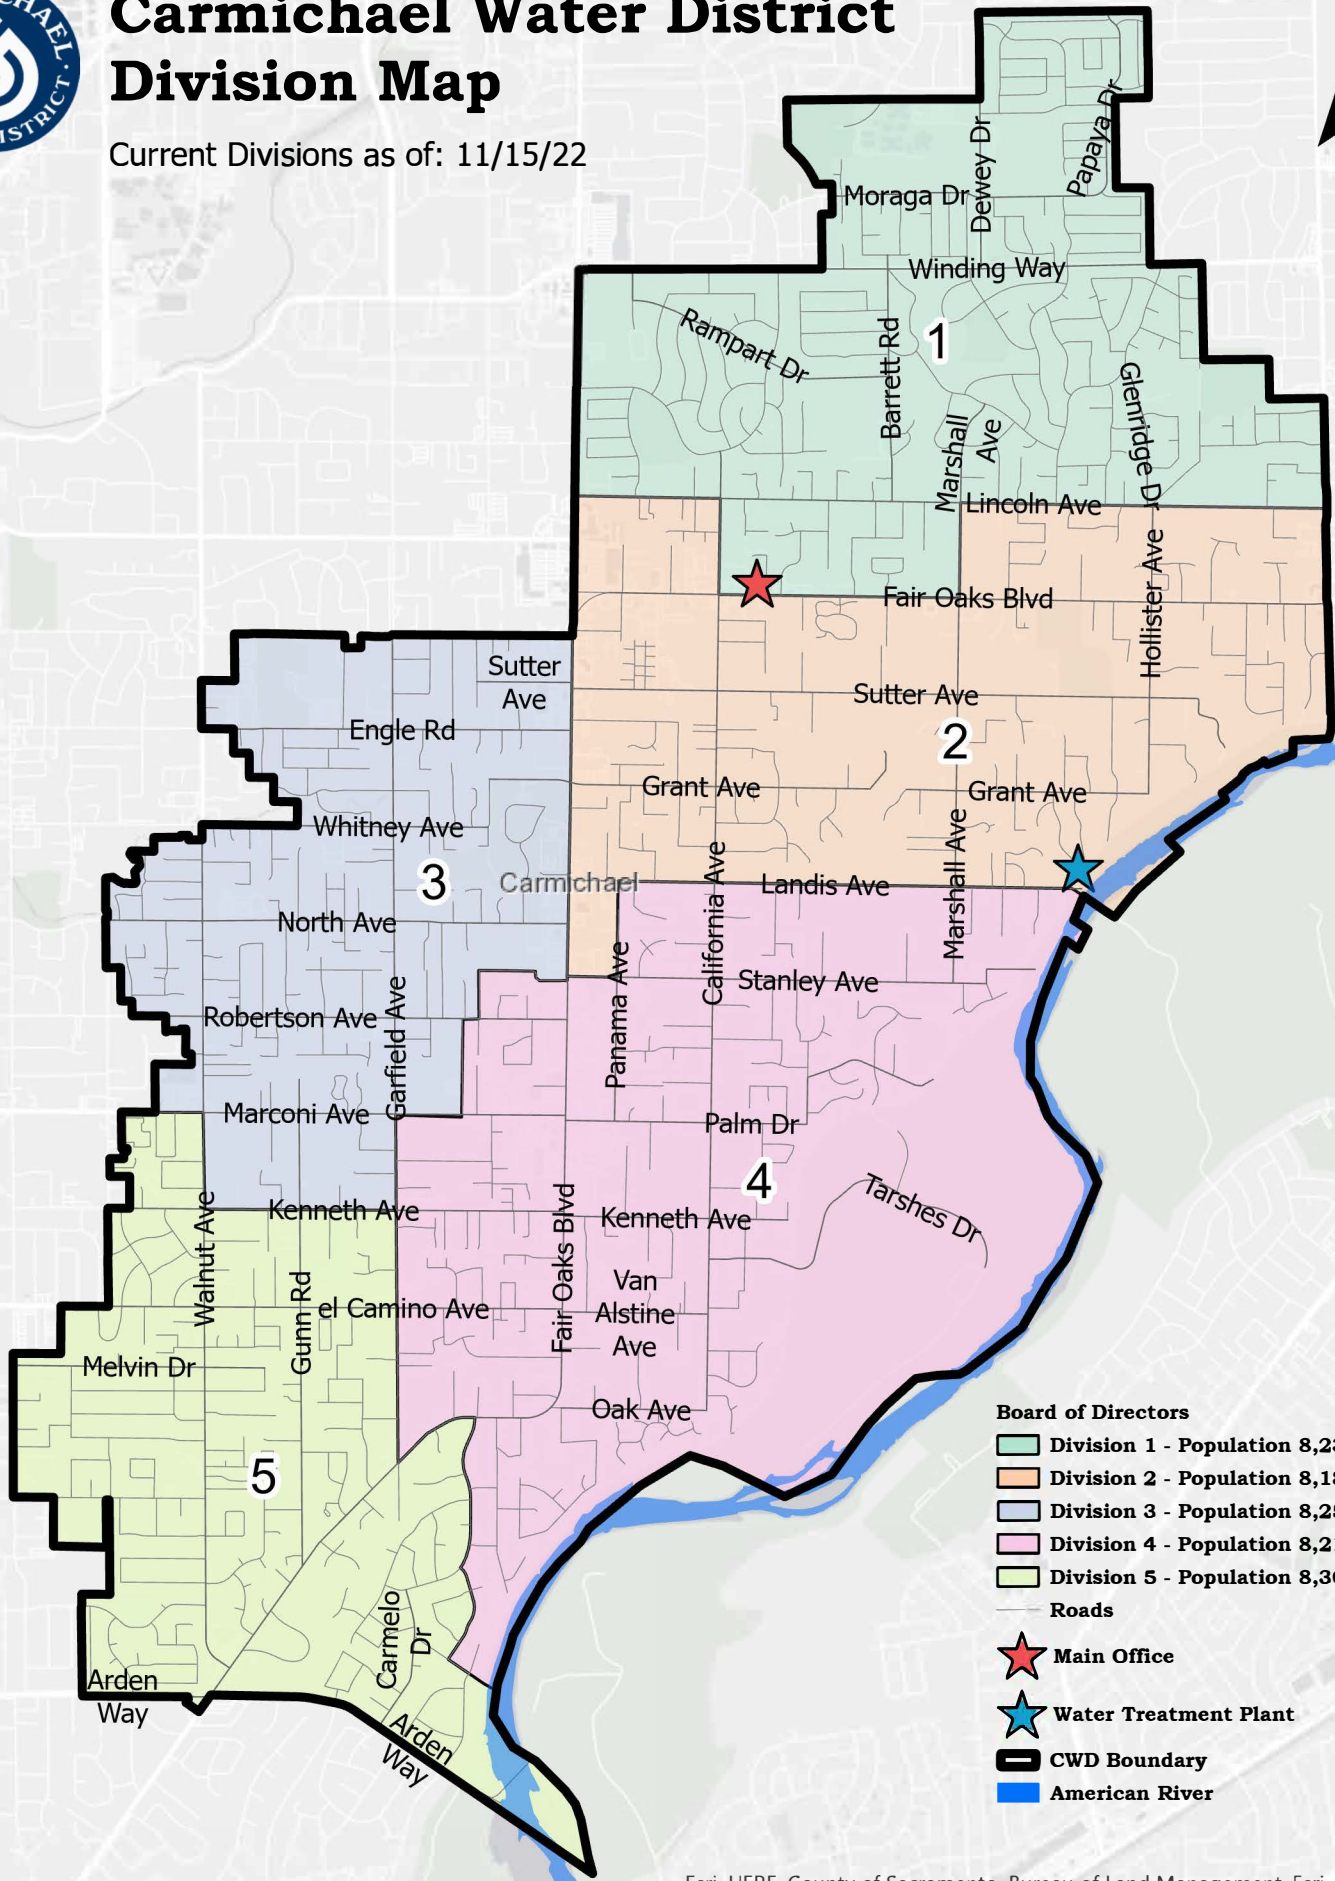 Carmichael Water District
Division Map
Current Divisions as of: 11/15/22
DISTRICT
Papaya Dr
Dewey Dr
Moraga Dr
Winding Way
Rampart Dr
Barrett Rd
1
Glenridge Dr
Marshall
Ave
Lincoln Ave
Fair Oaks Blvd
Hollister Ave
Sutter
Ave
Sutter Ave
Engle Rd
2
Grant Ave
Grant Ave
Whitney Ave
3
Carmichael
Landis Ave
California Ave
Marshall Ave
North Ave
Stanley Ave
Panama Ave
Robertson Ave
Garfield Ave
Marconi Ave
Palm Dr
4
Tarshes Dr
Kenneth Ave
Kenneth Ave
Walnut Ave
Fair Oaks Blvd
Van
Alstine
Ave
Gunn Rd
el Camino Ave
Melvin Dr
Oak Ave
5
Carmelo
Dr
Arden
Way
Arden
Way
Board of Directors
Division 1 - Population
Division 2 - Population
Division 3 - Population
Division 4 - Population
Division 5 - Population
Roads
Main Office
Water Treatment Plant
CWD Boundary
American River